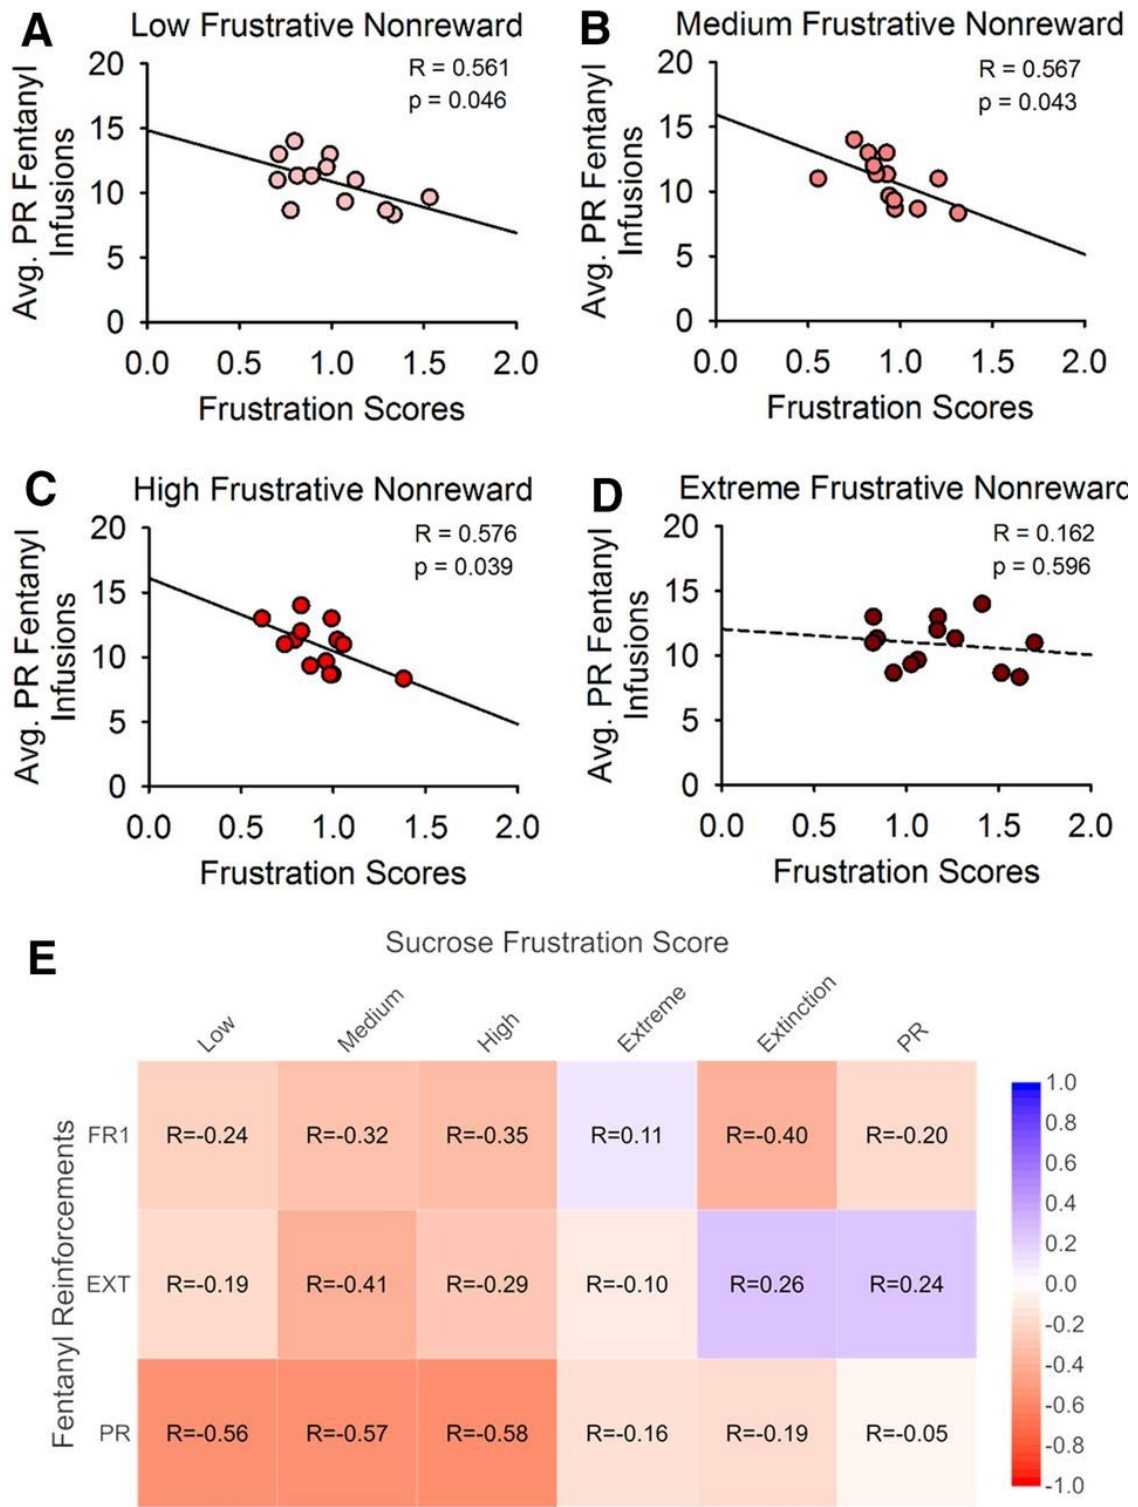 A
Low Frustrative Nonreward
R = 0.561
p = 0.046
Avg. PR Fentanyl
Infusions
20
15
10
5
0
0.0 0.5 1.0 1.5 2.0
Frustration Scores
B
Medium Frustrative Nonreward
R = 0.567
p = 0.043
Avg. PR Fentanyl
Infusions
20
15
10
5
0
0.0 0.5 1.0 1.5 2.0
Frustration Scores
C
High Frustrative Nonreward
R = 0.576
p = 0.039
Avg. PR Fentanyl
Infusions
20
15
10
5
0
0.0 0.5 1.0 1.5 2.0
Frustration Scores
D
Extreme Frustrative Nonreward
R = 0.162
p = 0.596
Avg. PR Fentanyl
Infusions
20
15
10
5
0
0.0 0.5 1.0 1.5 2.0
Frustration Scores
E
Sucrose Frustration Score
Low Medium High Extreme Extinction PR
Fentanyl Reinforcements
FR1 R=-0.24 R=-0.32 R=-0.35 R=0.11 R=-0.40 R=-0.20
EXT R=-0.19 R=-0.41 R=-0.29 R=-0.10 R=0.26 R=0.24
PR R=-0.56 R=-0.57 R=-0.58 R=-0.16 R=-0.19 R=-0.05
1.0
0.8
0.6
0.4
0.2
0.0
-0.2
-0.4
-0.6
-0.8
-1.0